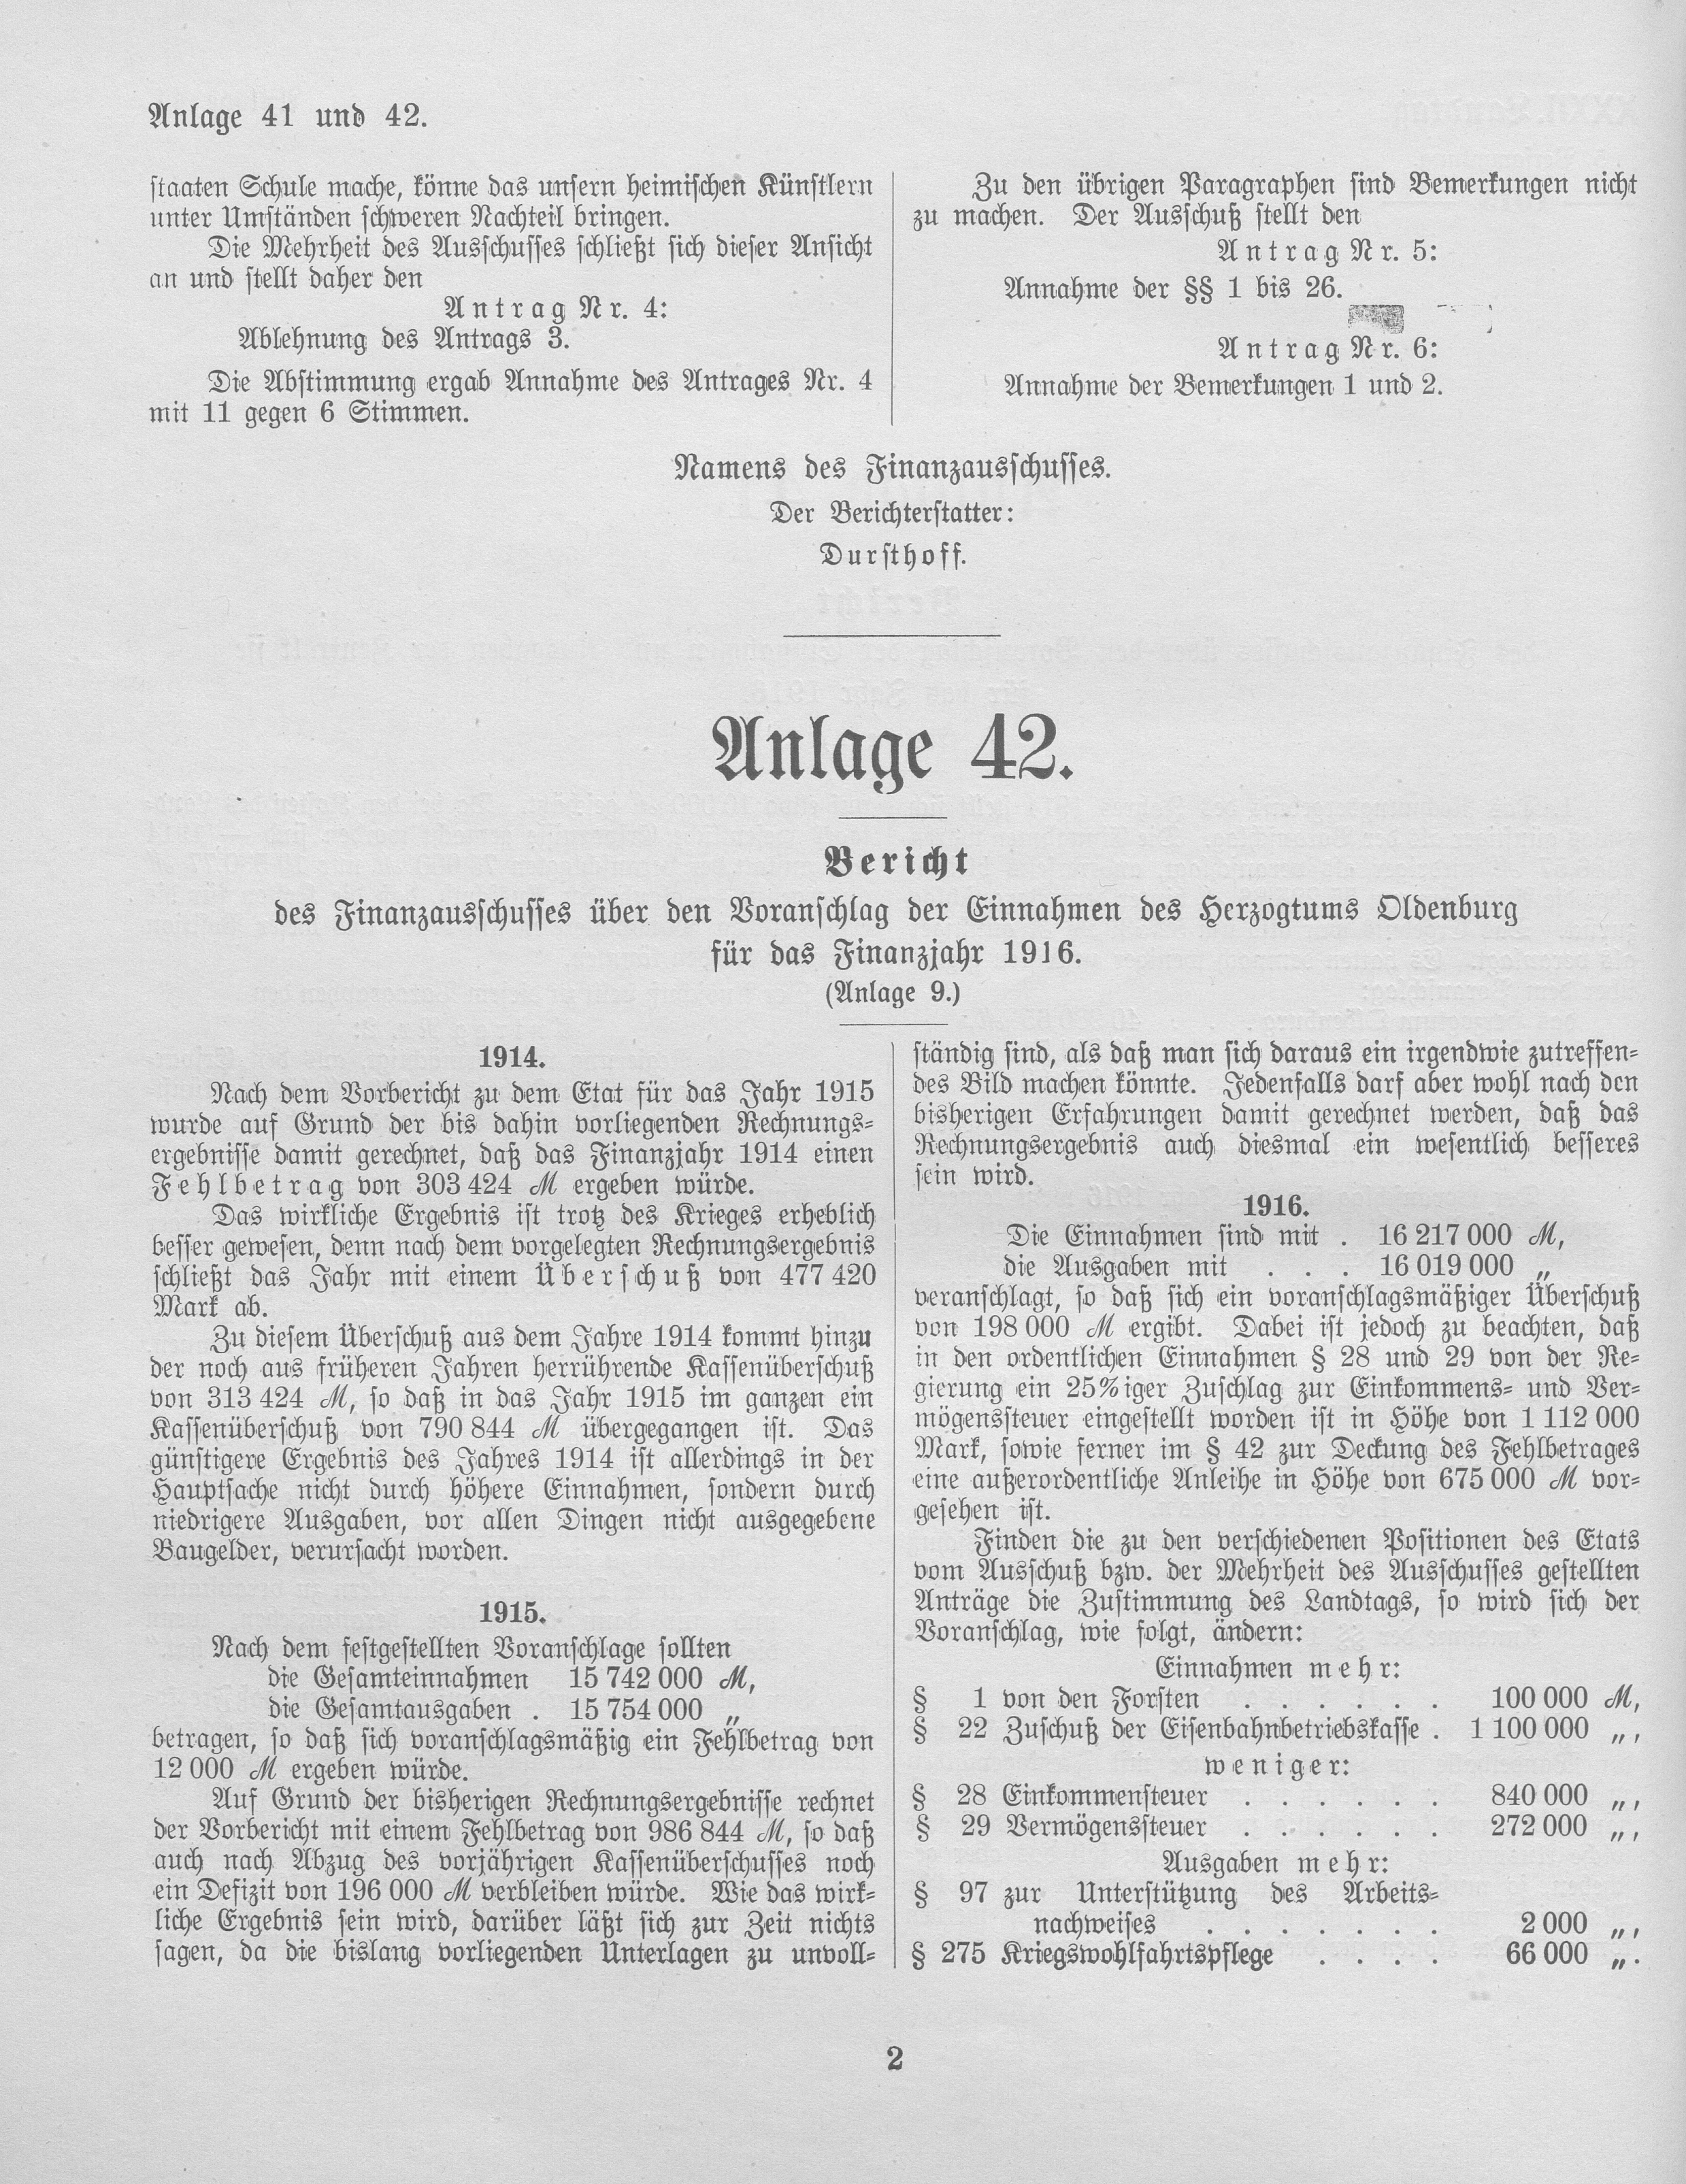 Anlage 41 und 42.
staaten Schule mache, könne das unsern heimischen Künstlern
unter Umständen schweren Nachteil bringen.
Die Mehrheit des Ausschusses schließt sich dieser Ansicht
an und stellt daher den
Antrag Nr. 4:
Ablehnung des Antrags 3.
Die Abstimmung ergab Annahme des Antrages Nr. 4
mit 11 gegen 6 Stimmen.
Zu den übrigen Paragraphen sind Bemerkungen nicht
zu machen. Der Ausschuß stellt den
Antrag Nr. 5:
Annahme der §§ 1 bis 26.
Antrag Nr. 6:
Annahme der Bemerkungen 1 und 2.
Namens des Finanzausschusses.
Der Berichterstatter:
Dursthoff.
Anlage 42.
Bericht
des Finanzausschusses über den Voranschlag der Einnahmen des Herzogtums Oldenburg
für das Finanzjahr 1916.
(Anlage 9.)
1914.
Nach dem Vorbericht zu dem Etat für das Jahr 1915
wurde auf Grund der bis dahin vorliegenden Rechnungs-
ergebnisse damit gerechnet, daß das Finanzjahr 1914 einen
Fehlbetrag von 303 424 ℳ ergeben würde.
Das wirkliche Ergebnis ist trotz des Krieges erheblich
besser gewesen, denn nach dem vorgelegten Rechnungsergebnis
schließt das Jahr mit einem Überschuß von 477 420
Mark ab.
Zu diesem Überschuß aus dem Jahre 1914 kommt hinzu
der noch aus früheren Jahren herrührende Kassenüberschuß
von 313 424 ℳ, so daß in das Jahr 1915 im ganzen ein
Kassenüberschuß von 790 844 ℳ übergegangen ist. Das
günstigere Ergebnis des Jahres 1914 ist allerdings in der
Hauptsache nicht durch höhere Einnahmen, sondern durch
niedrigere Ausgaben, vor allen Dingen nicht ausgegebene
Baugelder, verursacht worden.
1915.
Nach dem festgestellten Voranschlage sollten
die Gesamteinnahmen 15 742 000 ℳ,
die Gesamtausgaben . 15 754 000 „
betragen, so daß sich voranschlagsmäßig ein Fehlbetrag von
12 000 ℳ ergeben würde.
Auf Grund der bisherigen Rechnungsergebnisse rechnet
der Vorbericht mit einem Fehlbetrag von 986 844 ℳ, so daß
auch nach Abzug des vorjährigen Kassenüberschusses noch
ein Defizit von 196 000 ℳ verbleiben würde. Wie das wirk-
liche Ergebnis sein wird, darüber läßt sich zur Zeit nichts
sagen, da die bislang vorliegenden Unterlagen zu unvoll-
ständig sind, als daß man sich daraus ein irgendwie zutreffen-
des Bild machen könnte. Jedenfalls darf aber wohl nach den
bisherigen Erfahrungen damit gerechnet werden, daß das
Rechnungsergebnis auch diesmal ein wesentlich besseres
sein wird.
1916.
Die Einnahmen sind mit . 16 217 000 ℳ,
die Ausgaben mit . . . 16 019 000 „
veranschlagt, so daß sich ein voranschlagsmäßiger Überschuß
von 198 000 ℳ ergibt. Dabei ist jedoch zu beachten, daß
in den ordentlichen Einnahmen § 28 und 29 von der Re-
gierung ein 25%iger Zuschlag zur Einkommens- und Ver-
mögenssteuer eingestellt worden ist in Höhe von 1 112 000
Mark, sowie ferner im § 42 zur Deckung des Fehlbetrages
eine außerordentliche Anleihe in Höhe von 675 000 ℳ vor-
gesehen ist.
Finden die zu den verschiedenen Positionen des Etats
vom Ausschuß bzw. der Mehrheit des Ausschusses gestellten
Anträge die Zustimmung des Landtags, so wird sich der
Voranschlag, wie folgt, ändern:
Einnahmen mehr:
§ 1 von den Forsten . . . . . . 100 000 ℳ,
§ 22 Zuschuß der Eisenbahnbetriebskasse . 1 100 000 „,
weniger:
§ 28 Einkommensteuer . . . . . . 840 000 „,
§ 29 Vermögenssteuer . . . . . . 272 000 „,
Ausgaben mehr:
§ 97 zur Unterstützung des Arbeits-
nachweises . . . . . . . 2 000 „,
§ 275 Kriegswohlfahrtspflege . . . . 66 000 „.
2